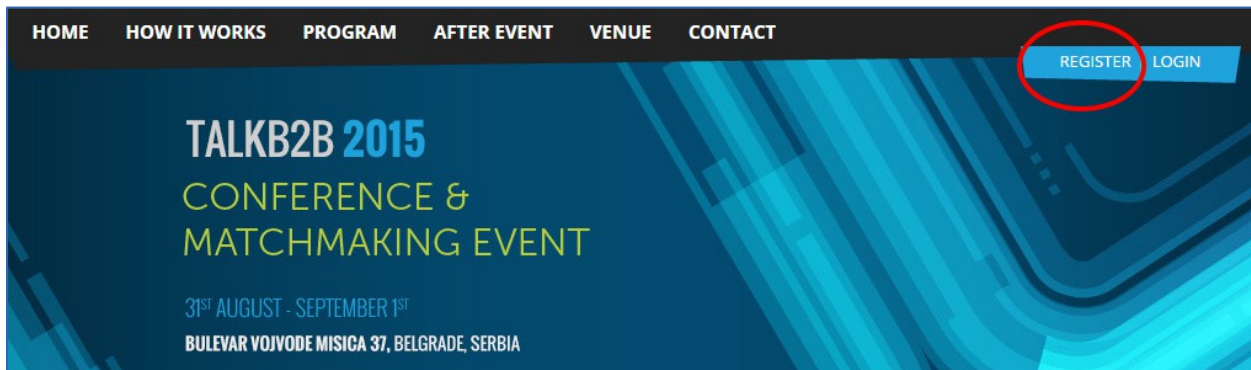 HOME HOW IT WORKS PROGRAM AFTER EVENT VENUE CONTACT
REGISTER LOGIN
TALKB2B 2015
CONFERENCE &
MATCHMAKING EVENT
31ST AUGUST - SEPTEMBER 1ST
BULEVAR VOJVODE MISICA 37, BELGRADE, SERBIA